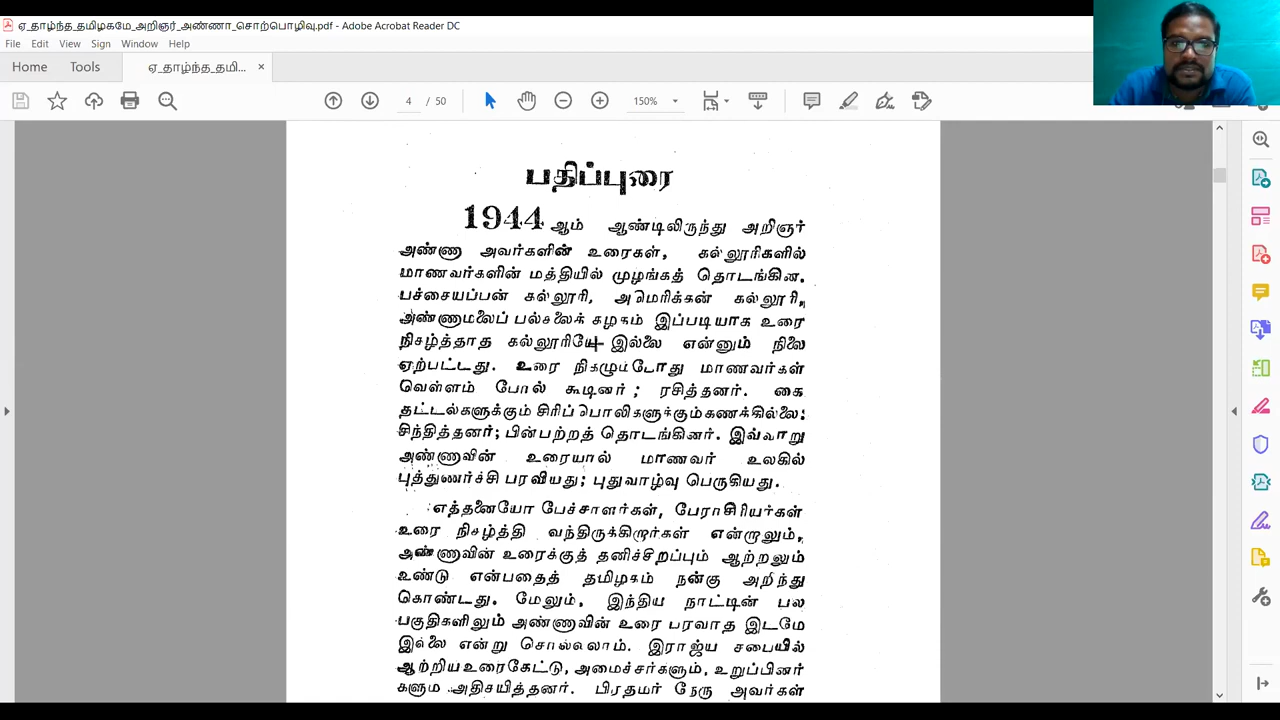 ஏ_தாழ்ந்த_தமிழகமே_அறிஞர்_அண்ணா_சொற்பொழிவு.pdf - Adobe Acrobat Reader DC
File Edit View Sign Window Help
Home Tools ஏ_தாழ்ந்த_தமி... ×
4 / 50 150%
பதிப்புரை
1944 ஆம் ஆண்டிலிருந்து அறிஞர்
அண்ணா அவர்களின் உரைகள், கல்லூரிகளில்
மாணவர்களின் மத்தியில் முழங்கத் தொடங்கின.
பச்சையப்பன் கல்லூரி, அமெரிக்கன் கல்லூரி,
அண்ணாமலைப் பல்கலைக் கழகம் இப்படியாக உரை
நிகழ்த்தாத கல்லூரியே இல்லை என்னும் நிலை
ஏற்பட்டது. உரை நிகழும்போது மாணவர்கள்
வெள்ளம் போல் கூடினர் ; ரசித்தனர். கை
தட்டல்களுக்கும் சிரிப்பொலிகளுக்கும் கணக்கில்லை:
சிந்தித்தனர்; பின்பற்றத் தொடங்கினர். இவ்வாறு
அண்ணாவின் உரையால் மாணவர் உலகில்
புத்துணர்ச்சி பரவியது; புதுவாழ்வு பெருகியது.
எத்தனையோ பேச்சாளர்கள், பேராசிரியர்கள்
உரை நிகழ்த்தி வந்திருக்கிறார்கள் என்றாலும்,
அண்ணாவின் உரைக்குத் தனிச்சிறப்பும் ஆற்றலும்
உண்டு என்பதைத் தமிழகம் நன்கு அறிந்து
கொண்டது. மேலும், இந்திய நாட்டின் பல
பகுதிகளிலும் அண்ணாவின் உரை பரவாத இடமே
இல்லை என்று சொல்லலாம். இராஜ்ய சபையில்
ஆற்றிய உரைகேட்டு, அமைச்சர்களும், உறுப்பினர்
களும் அதிசயித்தனர். பிரதமர் நேரு அவர்கள்